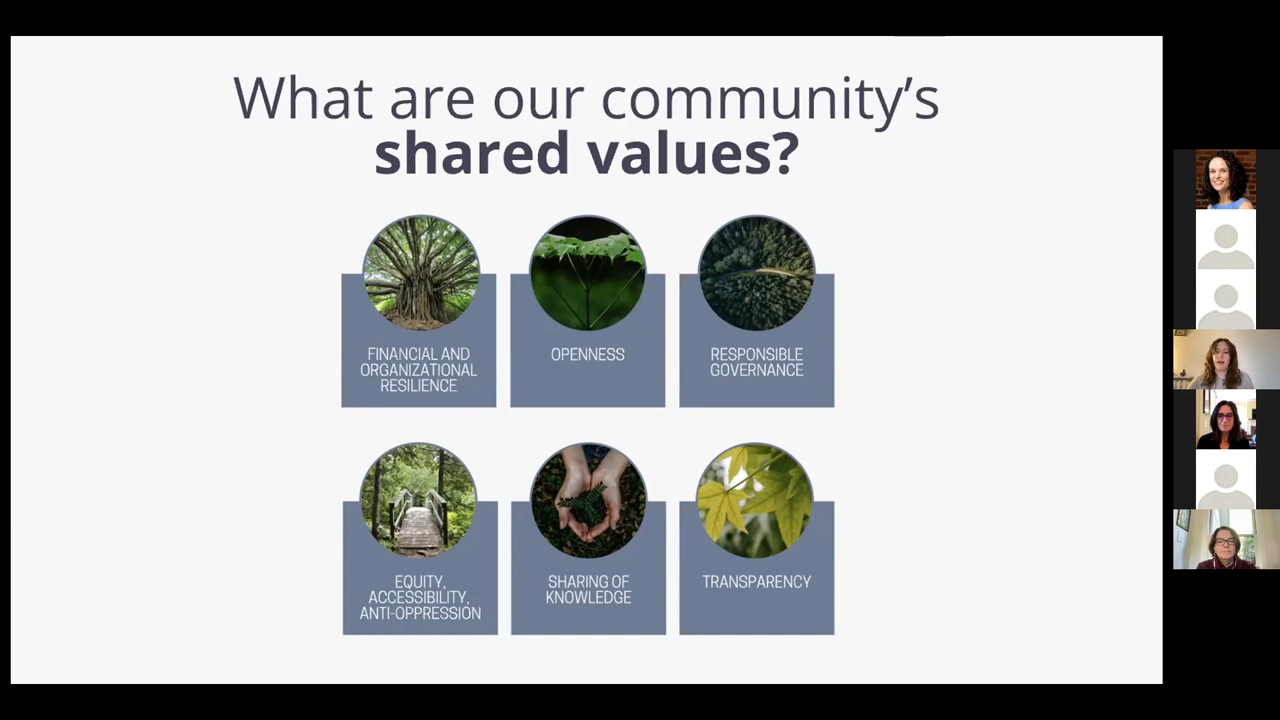 What are our community’s
shared values?
FINANCIAL AND
ORGANIZATIONAL
RESILIENCE
OPENNESS
RESPONSIBLE
GOVERNANCE
EQUITY,
ACCESSIBILITY,
ANTI-OPPRESSION
SHARING OF
KNOWLEDGE
TRANSPARENCY